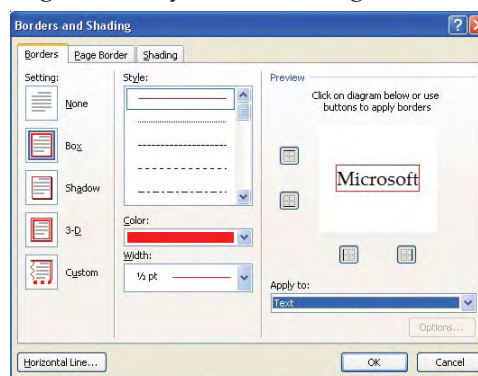 Borders and Shading
Borders
Page Border
Shading
Setting:
None
Box
Shadow
3-D
Custom
Style:
Color:
Width:
½ pt
Preview
Click on diagram below or use
buttons to apply borders
Microsoft
Apply to:
Text
Options...
Horizontal Line...
OK
Cancel